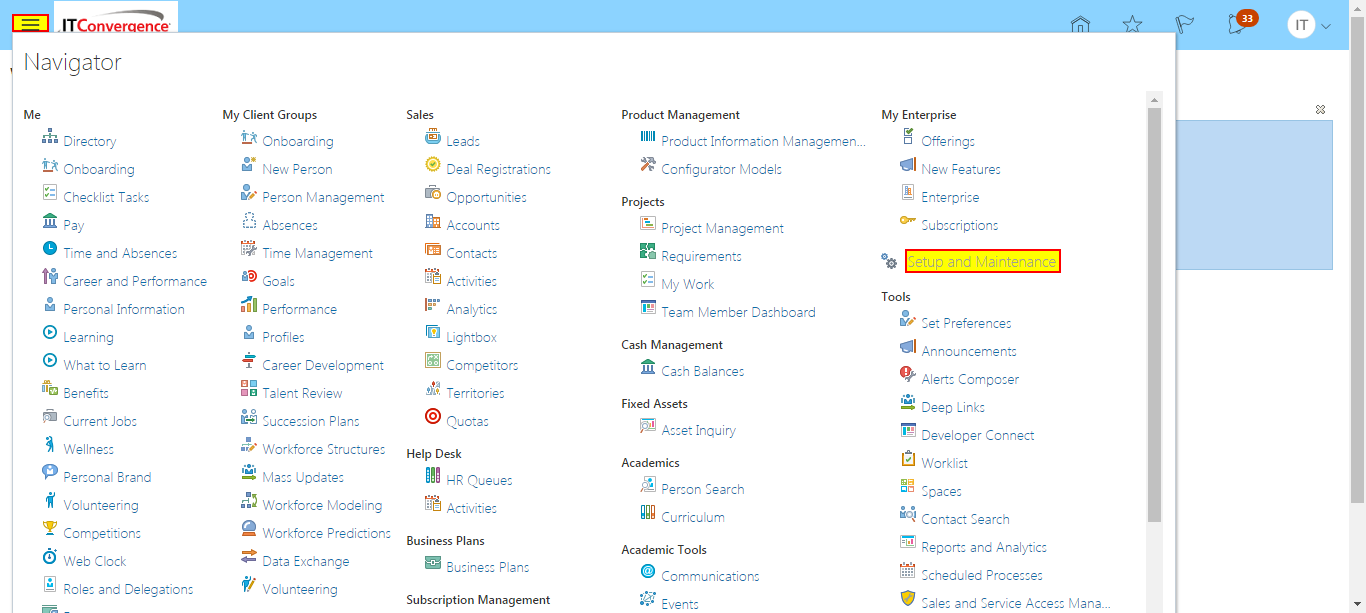 ITConvergence
33
IT
Navigator
Me
Directory
Onboarding
Checklist Tasks
Pay
Time and Absences
Career and Performance
Personal Information
Learning
What to Learn
Benefits
Current Jobs
Wellness
Personal Brand
Volunteering
Competitions
Web Clock
Roles and Delegations
My Client Groups
Onboarding
New Person
Person Management
Absences
Time Management
Goals
Performance
Profiles
Career Development
Talent Review
Succession Plans
Workforce Structures
Mass Updates
Workforce Modeling
Workforce Predictions
Data Exchange
Volunteering
Sales
Leads
Deal Registrations
Opportunities
Accounts
Contacts
Activities
Analytics
Lightbox
Competitors
Territories
Quotas
Help Desk
HR Queues
Activities
Business Plans
Business Plans
Subscription Management
Product Management
Product Information Managemen...
Configurator Models
Projects
Project Management
Requirements
My Work
Team Member Dashboard
Cash Management
Cash Balances
Fixed Assets
Asset Inquiry
Academics
Person Search
Curriculum
Academic Tools
Communications
Events
My Enterprise
Offerings
New Features
Enterprise
Subscriptions
Setup and Maintenance
Tools
Set Preferences
Announcements
Alerts Composer
Deep Links
Developer Connect
Worklist
Spaces
Contact Search
Reports and Analytics
Scheduled Processes
Sales and Service Access Mana...